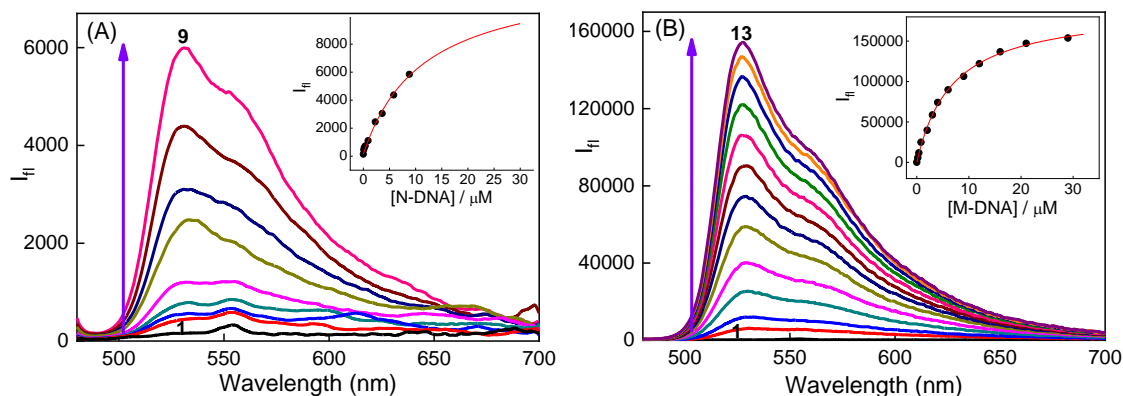 (A)
9
1
I_fl
6000
4000
2000
0
500 550 600 650 700
Wavelength (nm)
I_fl
8000
6000
4000
2000
0
0 5 10 15 20 25 30
[N-DNA] / μM
(B)
13
1
I_fl
160000
120000
80000
40000
0
500 550 600 650 700
Wavelength (nm)
I_fl
150000
100000
50000
0
0 10 20 30
[M-DNA] / μM